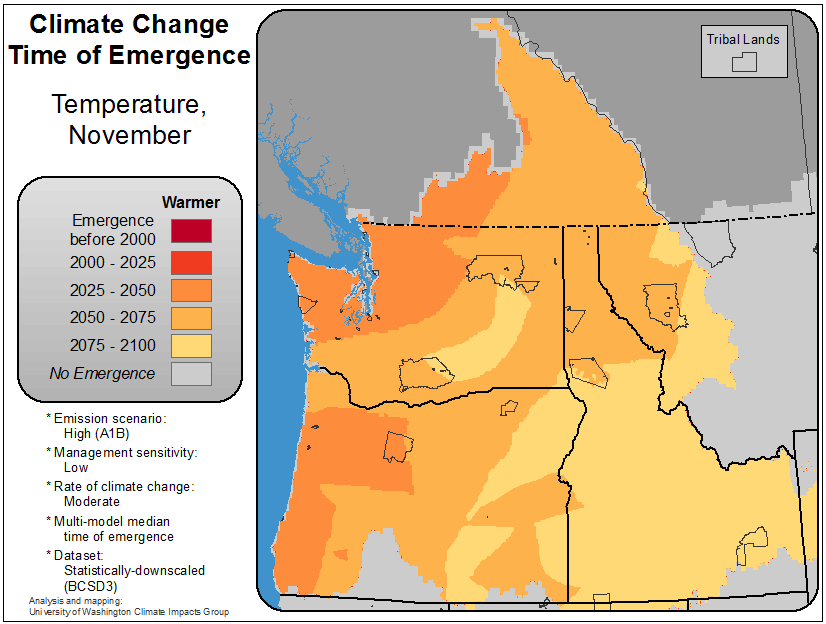 Climate Change
Time of Emergence
Temperature,
November
Warmer
Emergence
before 2000
2000 - 2025
2025 - 2050
2050 - 2075
2075 - 2100
No Emergence
* Emission scenario:
High (A1B)
* Management sensitivity:
Low
* Rate of climate change:
Moderate
* Multi-model median
time of emergence
* Dataset:
Statistically-downscaled
(BCSD3)
Analysis and mapping:
University of Washington Climate Impacts Group
Tribal Lands